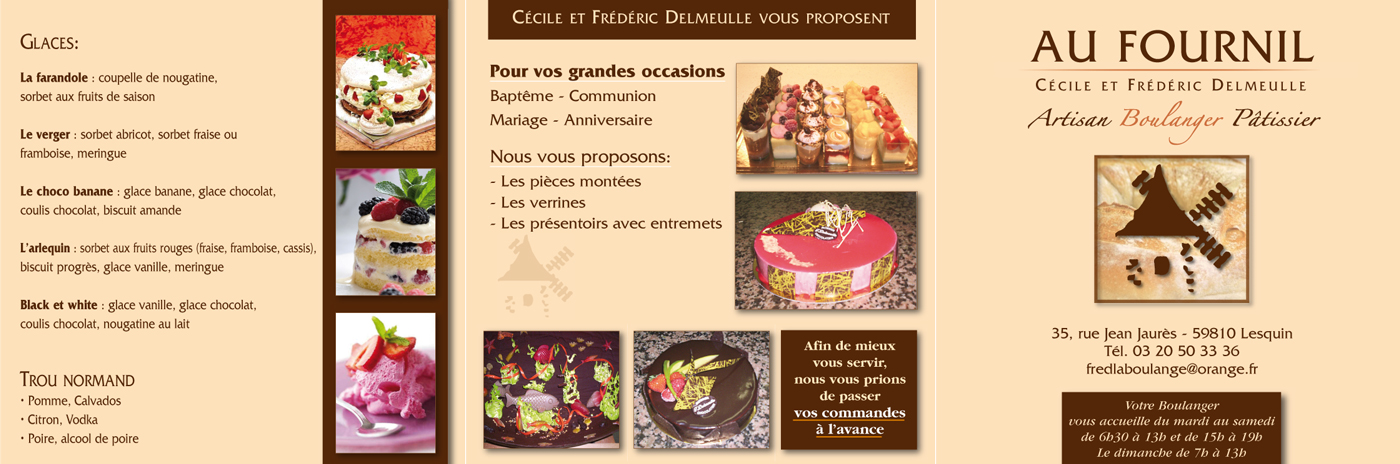 GLACES:
La farandole : coupelle de nougatine,
sorbet aux fruits de saison
Le verger : sorbet abricot, sorbet fraise ou
framboise, meringue
Le choco banane : glace banane, glace chocolat,
coulis chocolat, biscuit amande
L'arlequin : sorbet aux fruits rouges (fraise, framboise, cassis),
biscuit progrès, glace vanille, meringue
Black et white : glace vanille, glace chocolat,
coulis chocolat, nougatine au lait
TROU NORMAND
• Pomme, Calvados
• Citron, Vodka
• Poire, alcool de poire
CÉCILE ET FRÉDÉRIC DELMEULLE VOUS PROPOSENT
Pour vos grandes occasions
Baptême - Communion
Mariage - Anniversaire
Nous vous proposons:
- Les pièces montées
- Les verrines
- Les présentoirs avec entremets
Afin de mieux
vous servir,
nous vous prions
de passer
vos commandes
à l'avance
AU FOURNIL
CÉCILE ET FRÉDÉRIC DELMEULLE
Artisan Boulanger Pâtissier
35, rue Jean Jaurès - 59810 Lesquin
Tél. 03 20 50 33 36
fredlaboulange@orange.fr
Votre Boulanger
vous accueille du mardi au samedi
de 6h30 à 13h et de 15h à 19h
Le dimanche de 7h à 13h